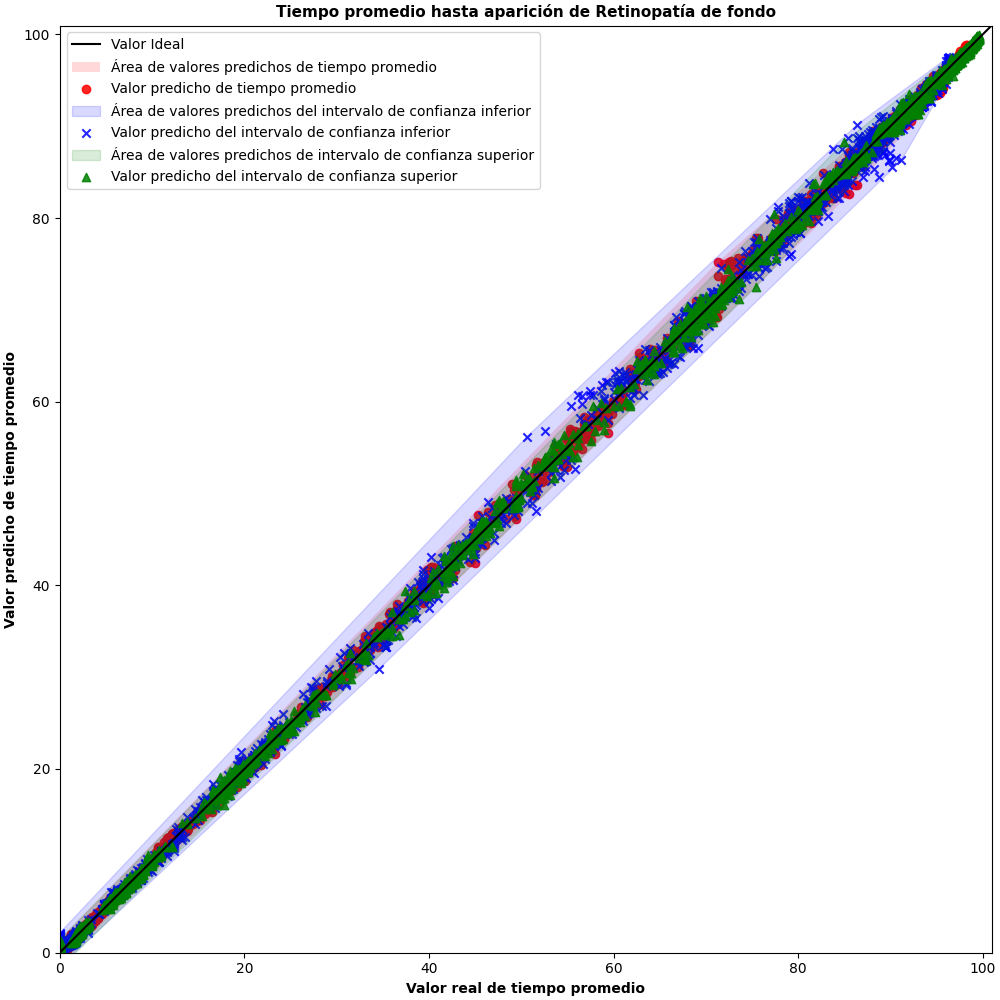 Tiempo promedio hasta aparición de Retinopatía de fondo
Valor Ideal
Área de valores predichos de tiempo promedio
Valor predicho de tiempo promedio
Área de valores predichos del intervalo de confianza inferior
Valor predicho del intervalo de confianza inferior
Área de valores predichos de intervalo de confianza superior
Valor predicho del intervalo de confianza superior
Valor predicho de tiempo promedio
100
80
60
40
20
0
0 20 40 60 80 100
Valor real de tiempo promedio